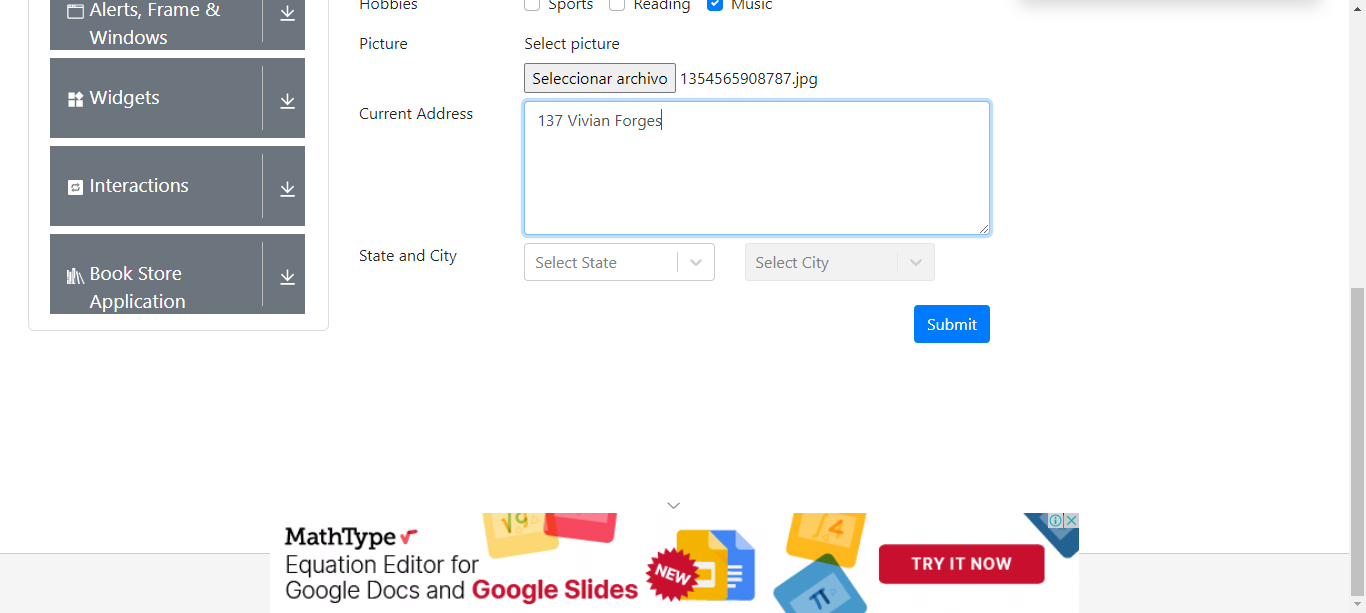 Alerts, Frame &
Windows
Widgets
Interactions
Book Store
Application
Hobbies
Sports Reading Music
Picture
Select picture
Seleccionar archivo 1354565908787.jpg
Current Address
137 Vivian Forges
State and City
Select State
Select City
Submit
MathType
Equation Editor for
Google Docs and Google Slides
NEW
TRY IT NOW